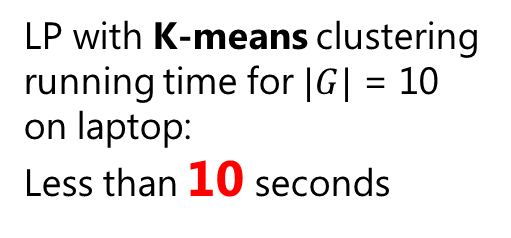 LP with K-means clustering
running time for |G| = 10
on laptop:
Less than 10 seconds